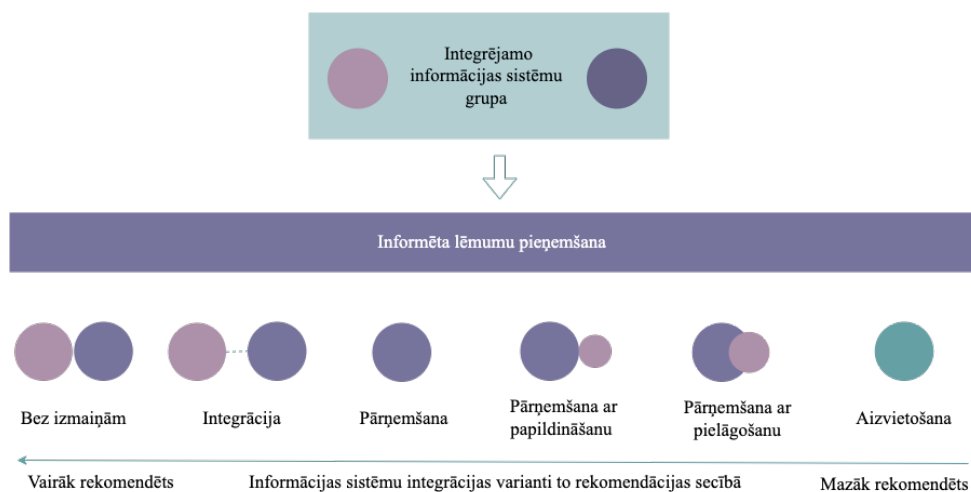 Integrējamo
informācijas sistēmu
grupa
Informēta lēmumu pieņemšana
Bez izmaiņām
Integrācija
Pārņemšana
Pārņemšana ar
papildināšanu
Pārņemšana ar
pielāgošanu
Aizvietošana
Vairāk rekomendēts
Informācijas sistēmu integrācijas varianti to rekomendācijas secībā
Mazāk rekomendēts